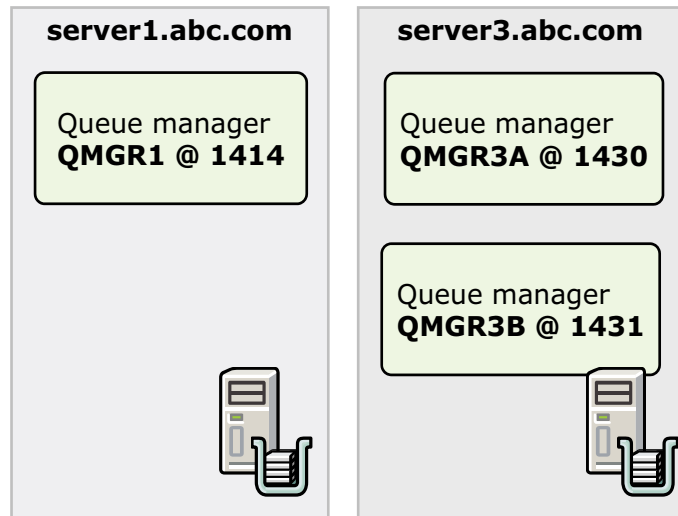 server1.abc.com
Queue manager
QMGR1 @ 1414
server3.abc.com
Queue manager
QMGR3A @ 1430
Queue manager
QMGR3B @ 1431